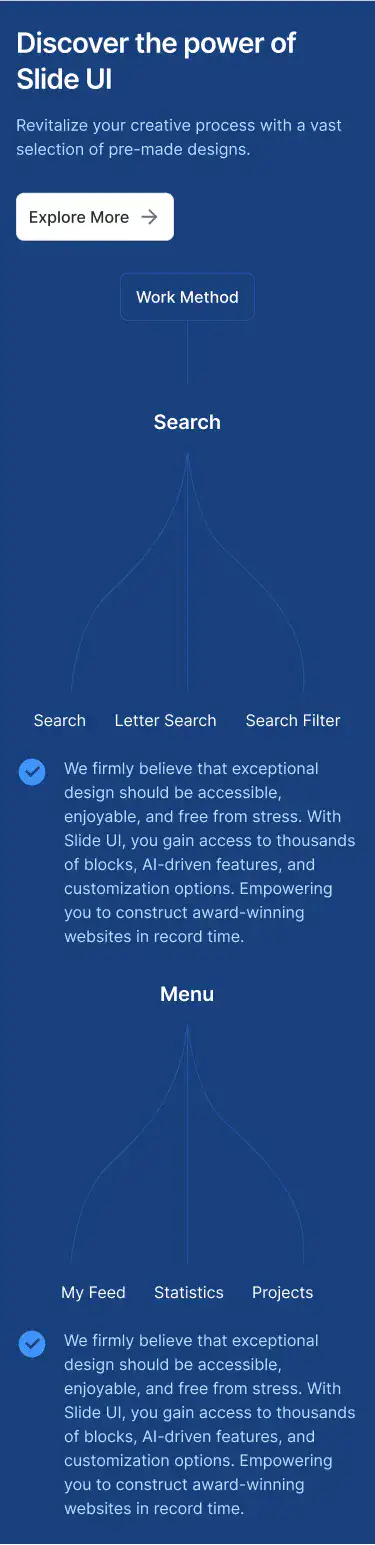 Discover the power of
Slide UI
Revitalize your creative process with a vast
selection of pre-made designs.
Explore More
Work Method
Search
Search Letter Search Search Filter
We firmly believe that exceptional
design should be accessible,
enjoyable, and free from stress. With
Slide UI, you gain access to thousands
of blocks, AI-driven features, and
customization options. Empowering
you to construct award-winning
websites in record time.
Menu
My Feed Statistics Projects
We firmly believe that exceptional
design should be accessible,
enjoyable, and free from stress. With
Slide UI, you gain access to thousands
of blocks, AI-driven features, and
customization options. Empowering
you to construct award-winning
websites in record time.